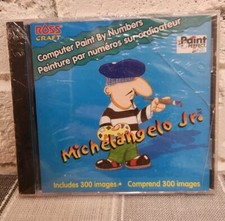 ROSS
CRAFT
Computer Paint By Numbers
Peinture par numéros sur ordinateur
Paint
Michelangelo Jr.
Includes 300 images • Comprend 300 images